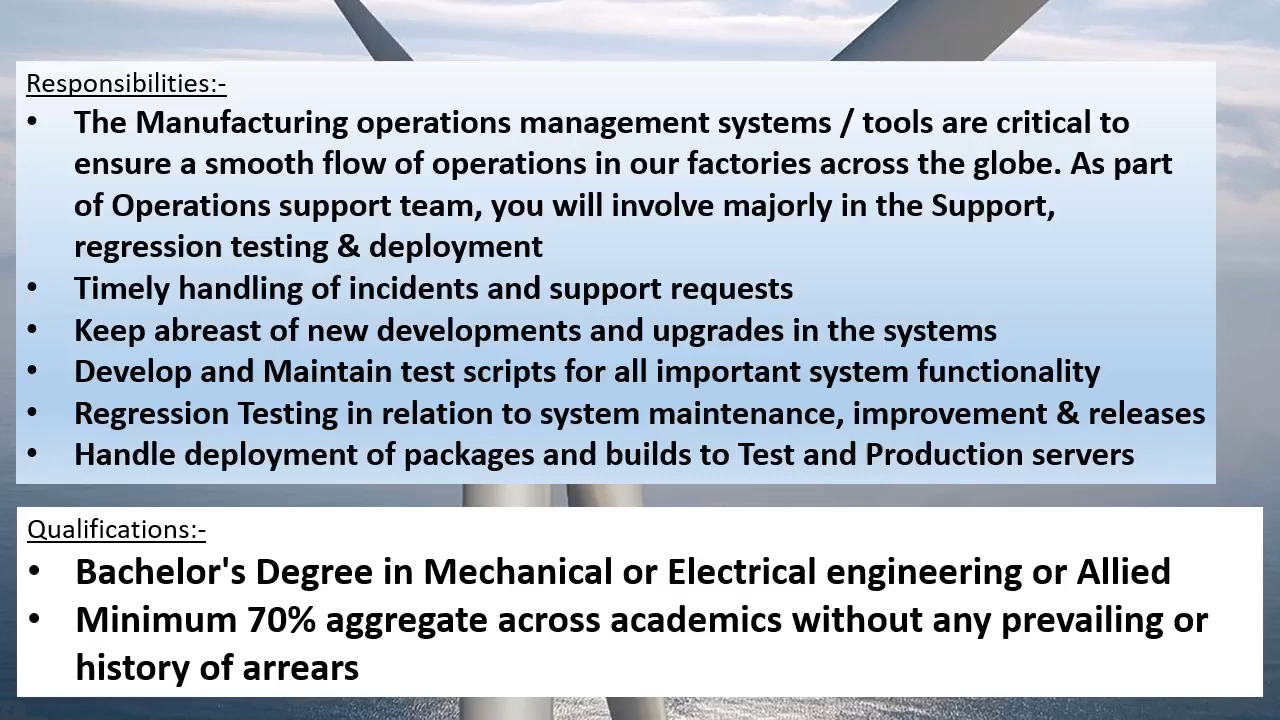 Responsibilities:-
• The Manufacturing operations management systems / tools are critical to
ensure a smooth flow of operations in our factories across the globe. As part
of Operations support team, you will involve majorly in the Support,
regression testing & deployment
• Timely handling of incidents and support requests
• Keep abreast of new developments and upgrades in the systems
• Develop and Maintain test scripts for all important system functionality
• Regression Testing in relation to system maintenance, improvement & releases
• Handle deployment of packages and builds to Test and Production servers
Qualifications:-
• Bachelor's Degree in Mechanical or Electrical engineering or Allied
• Minimum 70% aggregate across academics without any prevailing or
history of arrears